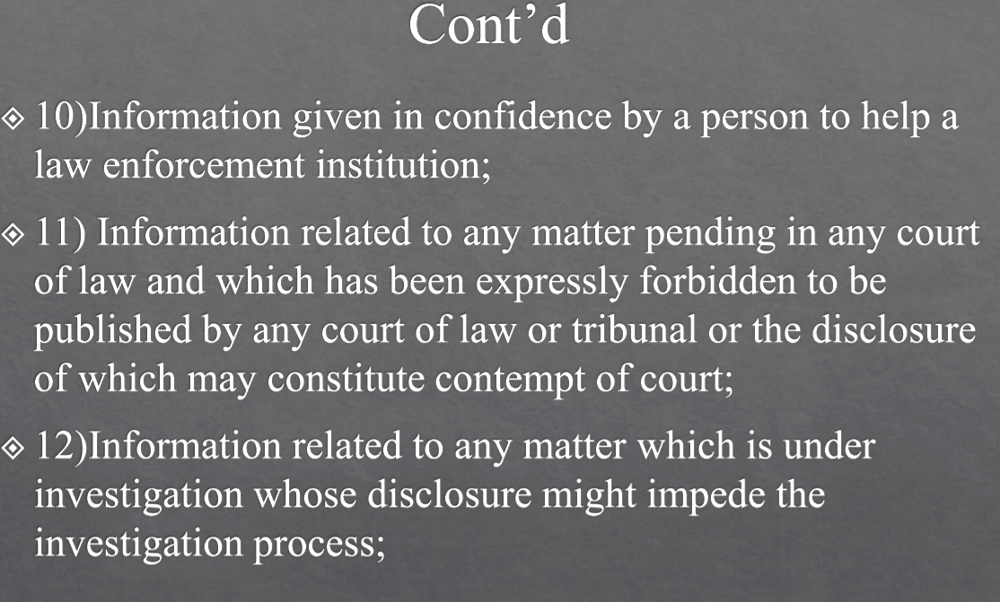 Cont’d
10)Information given in confidence by a person to help a
law enforcement institution;
11) Information related to any matter pending in any court
of law and which has been expressly forbidden to be
published by any court of law or tribunal or the disclosure
of which may constitute contempt of court;
12)Information related to any matter which is under
investigation whose disclosure might impede the
investigation process;